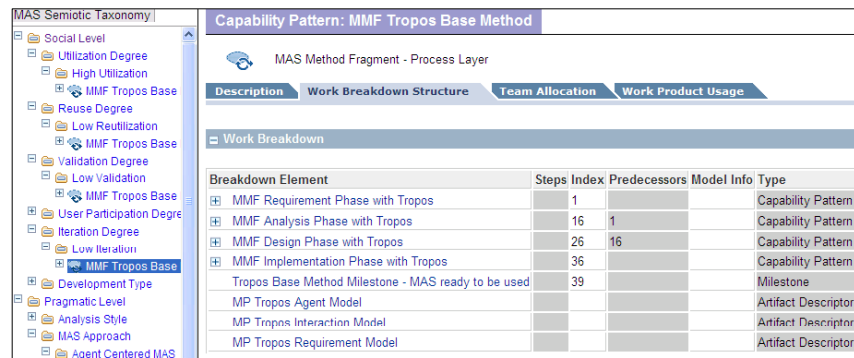 MAS Semiotic Taxonomy
Social Level
Utilization Degree
High Utilization
MMF Tropos Base
Reuse Degree
Low Reutilization
MMF Tropos Base
Validation Degree
Low Validation
MMF Tropos Base
User Participation Degre
Iteration Degree
Low Iteration
MMF Tropos Base
Development Type
Pragmatic Level
Analysis Style
MAS Approach
Agent Centered MAS
Capability Pattern: MMF Tropos Base Method
MAS Method Fragment - Process Layer
Description Work Breakdown Structure Team Allocation Work Product Usage
Work Breakdown
Breakdown Element Steps Index Predecessors Model Info Type
MMF Requirement Phase with Tropos 1 Capability Pattern
MMF Analysis Phase with Tropos 16 1 Capability Pattern
MMF Design Phase with Tropos 26 16 Capability Pattern
MMF Implementation Phase with Tropos 36 Capability Pattern
Tropos Base Method Milestone - MAS ready to be used 39 Milestone
MP Tropos Agent Model Artifact Descriptor
MP Tropos Interaction Model Artifact Descriptor
MP Tropos Requirement Model Artifact Descriptor